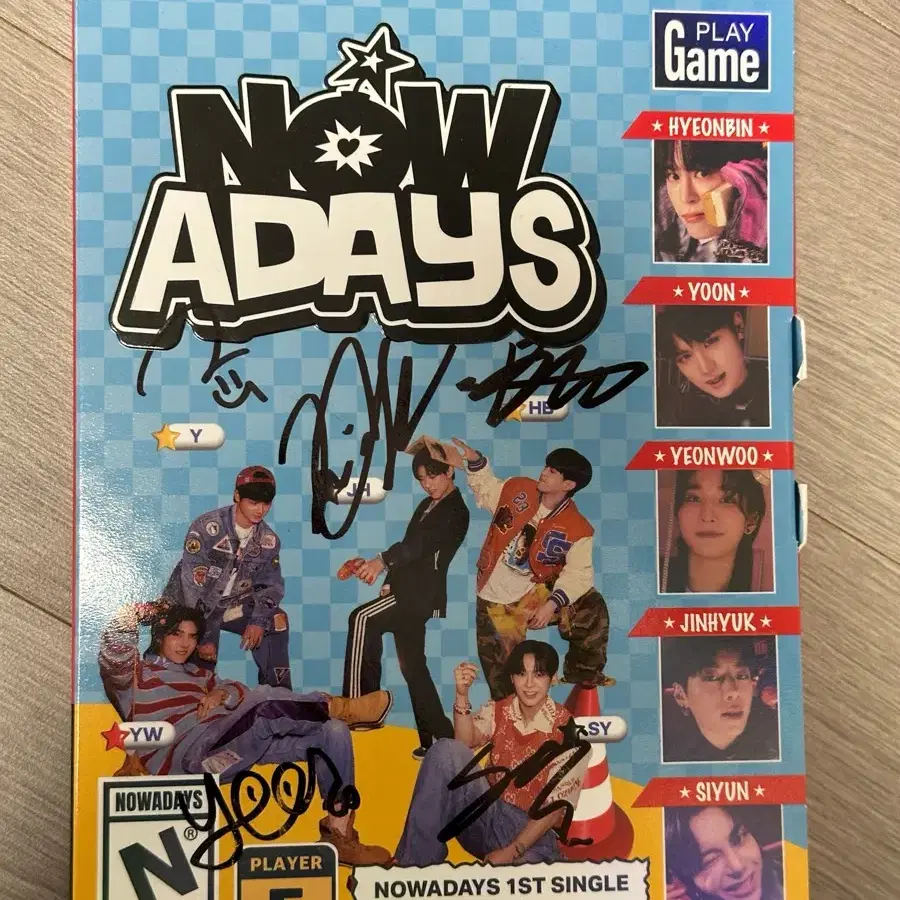 PLAY
Game
NOW
ADAYS
★ HYEONBIN ★
★ YOON ★
★ YEONWOO ★
★ JINHYUK ★
★ SIYUN ★
Y
JH
HB
YW
SY
NOWADAYS
N
®
PLAYER
NOWADAYS 1ST SINGLE